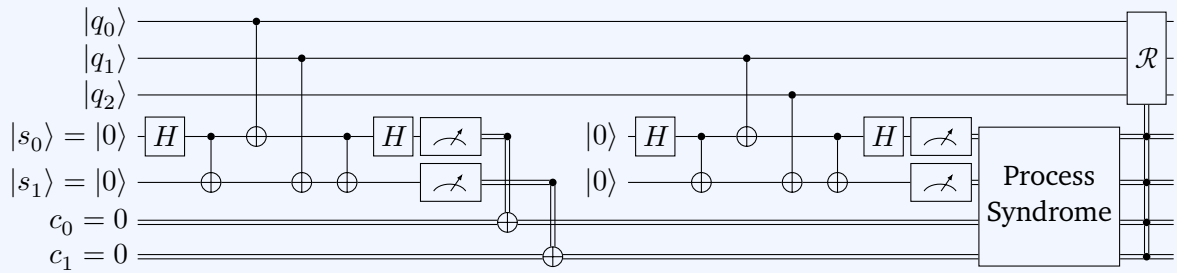 |q₀⟩
|q₁⟩
|q₂⟩
ℛ
|s₀⟩ = |0⟩ H H |0⟩ H H
|s₁⟩ = |0⟩ |0⟩
Process
Syndrome
c₀ = 0
c₁ = 0